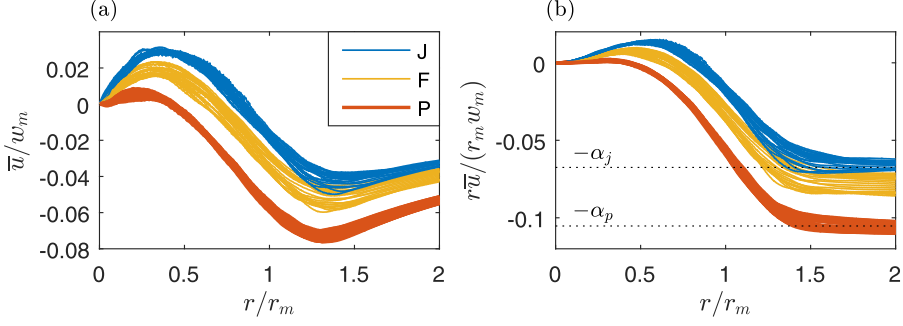 (a)
0.02
0
-0.02
-0.04
-0.06
-0.08
u̅/w_m
0
0.5
1
1.5
2
r/r_m
J
F
P
(b)
0
-0.05
-0.1
ru̅/(r_m w_m)
−α_j
−α_p
0
0.5
1
1.5
2
r/r_m